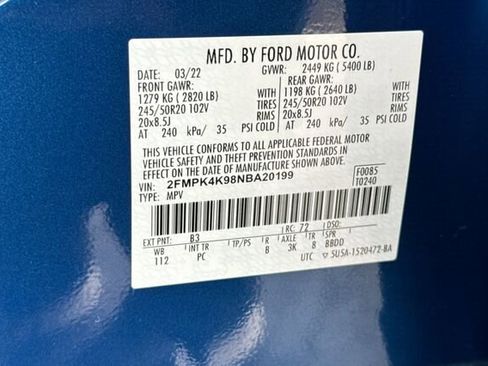 MFD. BY FORD MOTOR CO.
DATE: 03/22 GVWR: 2449 KG (5400 LB)
FRONT GAWR: REAR GAWR:
1279 KG (2820 LB) 1198 KG (2640 LB)
245/50R20 102V TIRES 245/50R20 102V TIRES
20x8.5J RIMS 20x8.5J RIMS
AT 240 kPa/ 35 PSI COLD AT 240 kPa/ 35 PSI COLD
THIS VEHICLE CONFORMS TO ALL APPLICABLE FEDERAL MOTOR
VEHICLE SAFETY AND THEFT PREVENTION STANDARDS IN
EFFECT ON THE DATE OF MANUFACTURE SHOWN ABOVE.
VIN: 2FMPK4K98NBA20199 F0085
TYPE: MPV T0240
EXT PNT: B3 RC: 72 DSO:
WB INT TR TP/PS R AXLE TR SPR
112 PC B 3K 8 BBDD
UTC ▽ 5U5A-1520472-BA